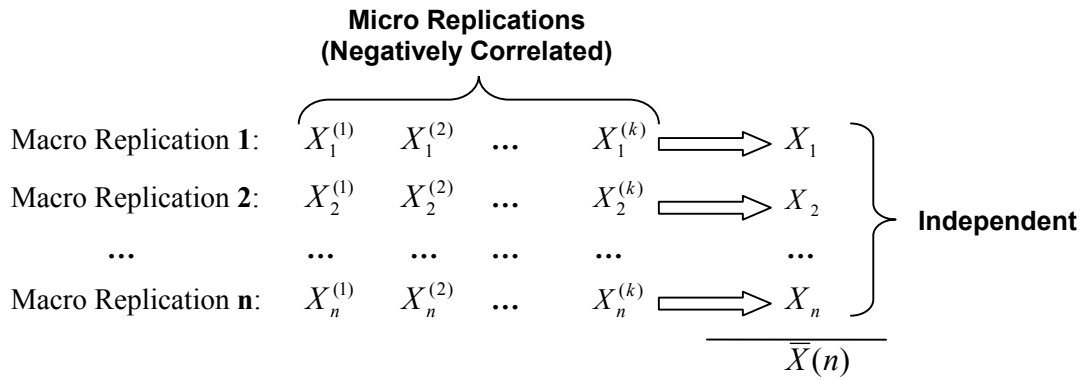 Micro Replications
(Negatively Correlated)
Macro Replication 1: X_1^{(1)} X_1^{(2)} ... X_1^{(k)} X_1
Macro Replication 2: X_2^{(1)} X_2^{(2)} ... X_2^{(k)} X_2
Independent
... ... ... ... ... ...
Macro Replication n: X_n^{(1)} X_n^{(2)} ... X_n^{(k)} X_n
X̅(n)